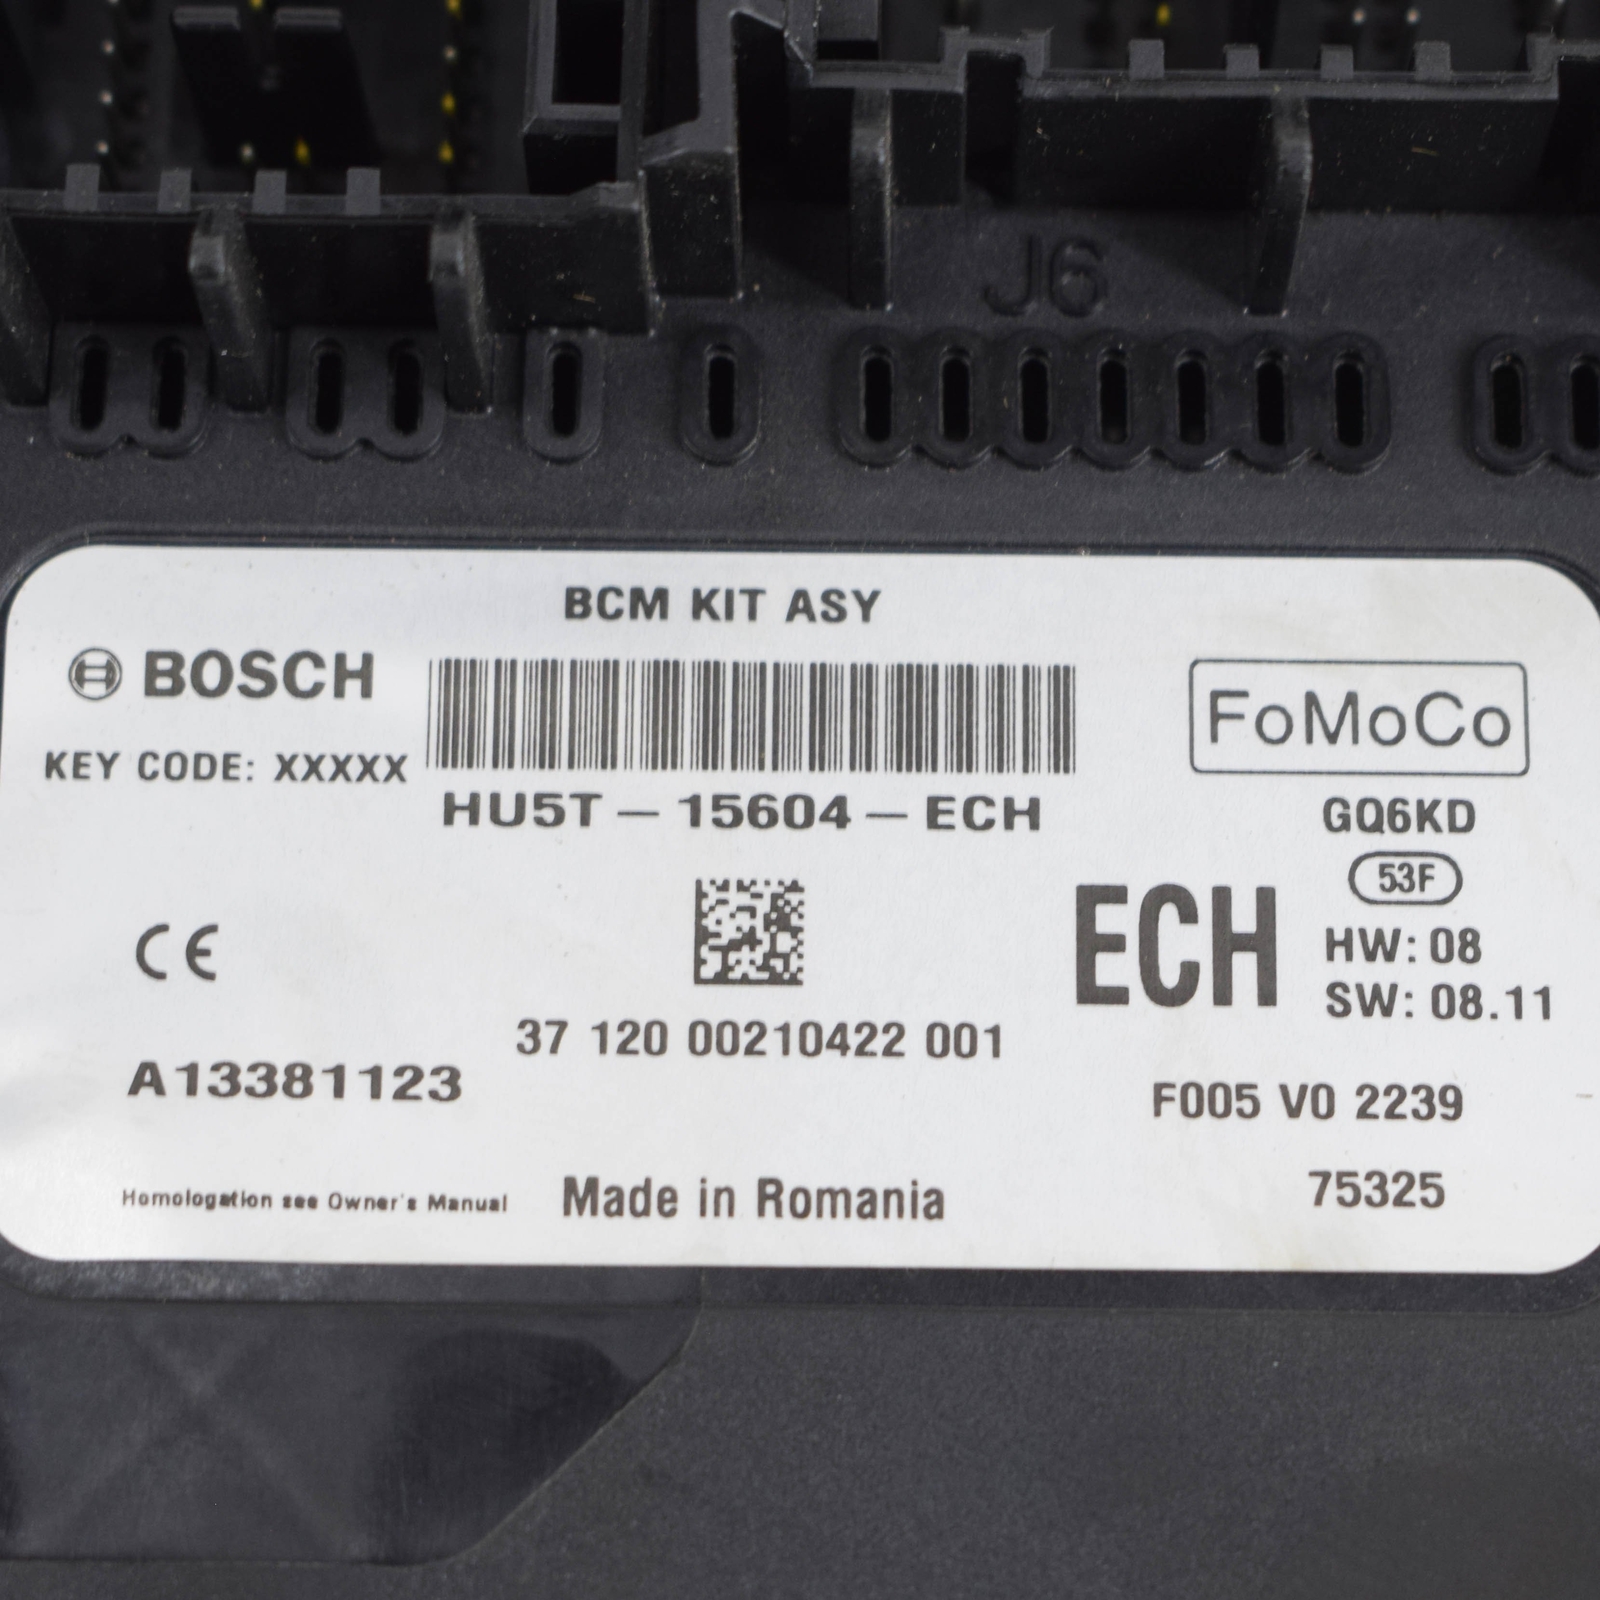 J6
BCM KIT ASY
BOSCH
FoMoCo
KEY CODE: XXXXX
HU5T – 15604 – ECH
GQ6KD
53F
CE
ECH
HW: 08
SW: 08.11
37 120 00210422 001
A13381123
F005 V0 2239
Homologation see Owner's Manual
Made in Romania
75325